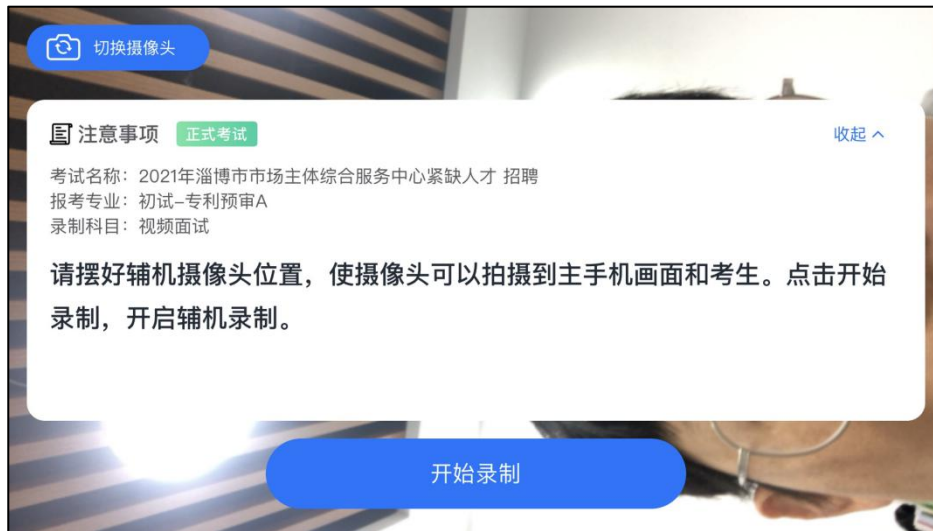 切换摄像头
注意事项 正式考试 收起
考试名称：2021年淄博市市场主体综合服务中心紧缺人才 招聘
报考专业：初试-专利预审A
录制科目：视频面试
请摆好辅机摄像头位置，使摄像头可以拍摄到主手机画面和考生。点击开始
录制，开启辅机录制。
开始录制